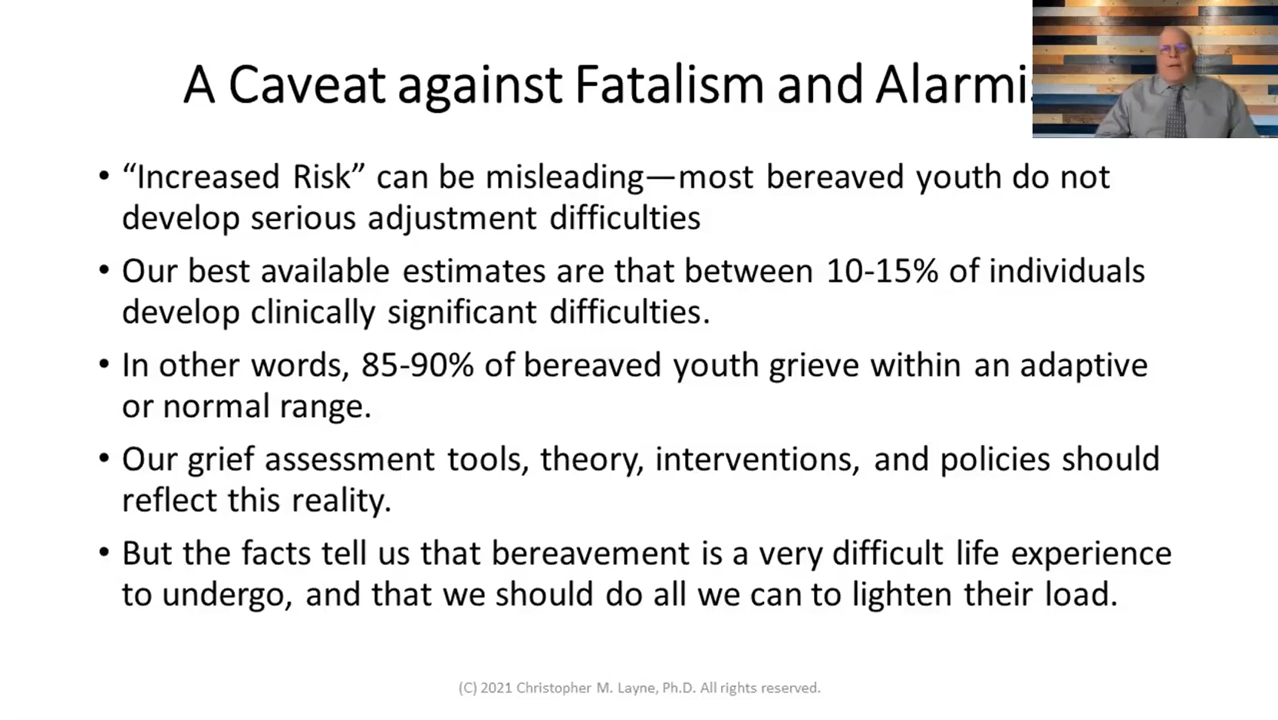 A Caveat against Fatalism and Alarmi
• “Increased Risk” can be misleading—most bereaved youth do not
develop serious adjustment difficulties
• Our best available estimates are that between 10-15% of individuals
develop clinically significant difficulties.
• In other words, 85-90% of bereaved youth grieve within an adaptive
or normal range.
• Our grief assessment tools, theory, interventions, and policies should
reflect this reality.
• But the facts tell us that bereavement is a very difficult life experience
to undergo, and that we should do all we can to lighten their load.
(C) 2021 Christopher M. Layne, Ph.D. All rights reserved.